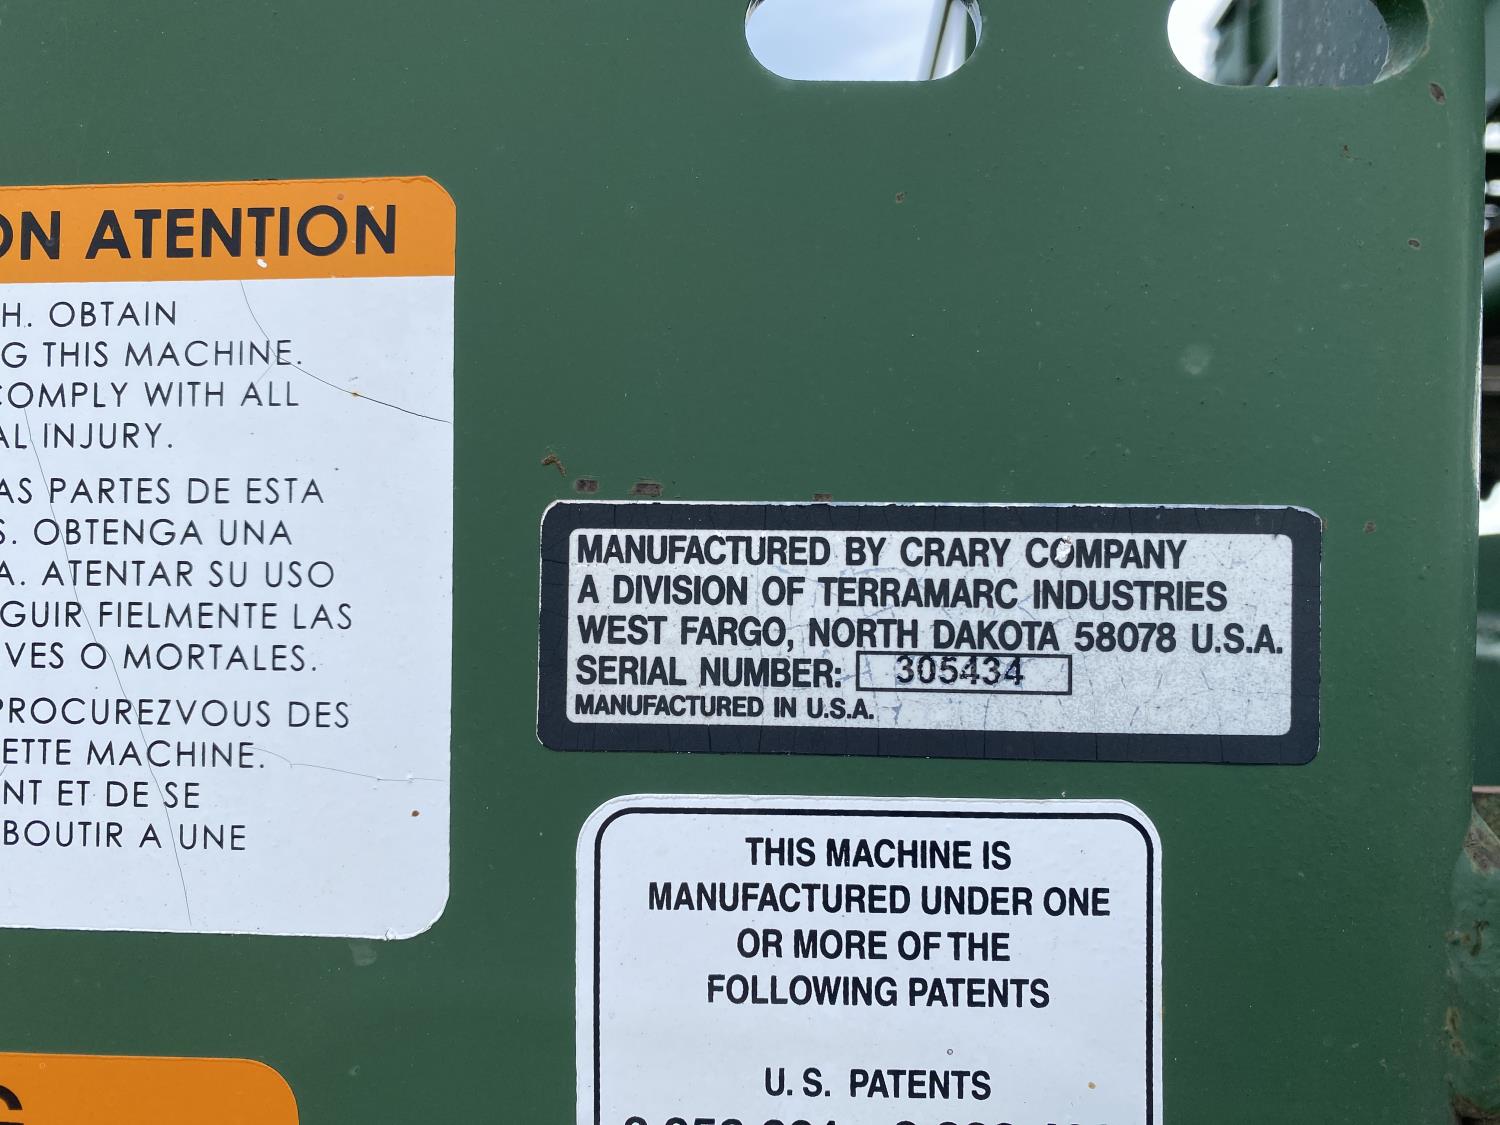 ON ATENTION
H. OBTAIN
G THIS MACHINE.
COMPLY WITH ALL
AL INJURY.
AS PARTES DE ESTA
S. OBTENGA UNA
A. ATENTAR SU USO
GUIR FIELMENTE LAS
VES O MORTALES.
PROCUREZVOUS DES
ETTE MACHINE.
NT ET DE SE
BOUTIR A UNE
MANUFACTURED BY CRARY COMPANY
A DIVISION OF TERRAMARC INDUSTRIES
WEST FARGO, NORTH DAKOTA 58078 U.S.A.
SERIAL NUMBER: 305434
MANUFACTURED IN U.S.A.
THIS MACHINE IS
MANUFACTURED UNDER ONE
OR MORE OF THE
FOLLOWING PATENTS
U. S. PATENTS